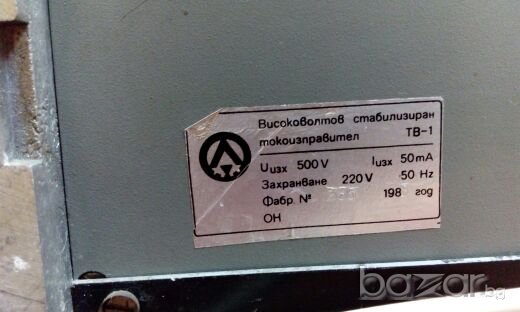 Високоволтов стабилизиран
токоизправител ТВ-1
Uизх 500 V Iизх 50 mA
Захранване 220 V 50 Hz
Фабр. № 198 год
ОН
bazar.bg